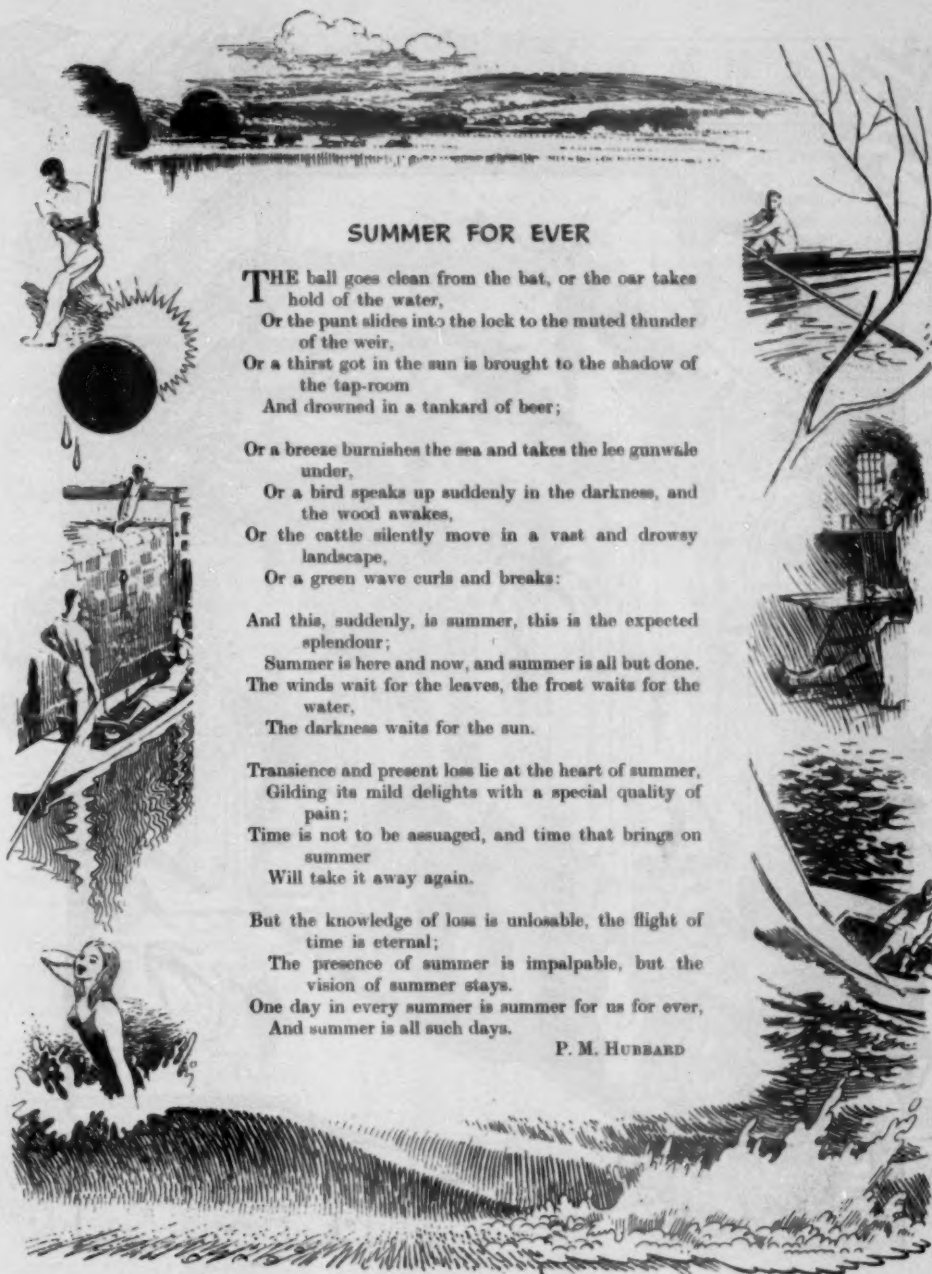 SUMMER FOR EVER
THE ball goes clean from the bat, or the oar takes
hold of the water,
Or the punt slides into the lock to the muted thunder
of the weir,
Or a thirst got in the sun is brought to the shadow of
the tap-room
And drowned in a tankard of beer;
Or a breeze burnishes the sea and takes the lee gunwale
under,
Or a bird speaks up suddenly in the darkness, and
the wood awakes,
Or the cattle silently move in a vast and drowsy
landscape,
Or a green wave curls and breaks:
And this, suddenly, is summer, this is the expected
splendour;
Summer is here and now, and summer is all but done.
The winds wait for the leaves, the frost waits for the
water,
The darkness waits for the sun.
Transience and present loss lie at the heart of summer,
Gilding its mild delights with a special quality of
pain;
Time is not to be assuaged, and time that brings on
summer
Will take it away again.
But the knowledge of loss is unlosable, the flight of
time is eternal;
The presence of summer is impalpable, but the
vision of summer stays.
One day in every summer is summer for us for ever,
And summer is all such days.
P. M. HUBBARD